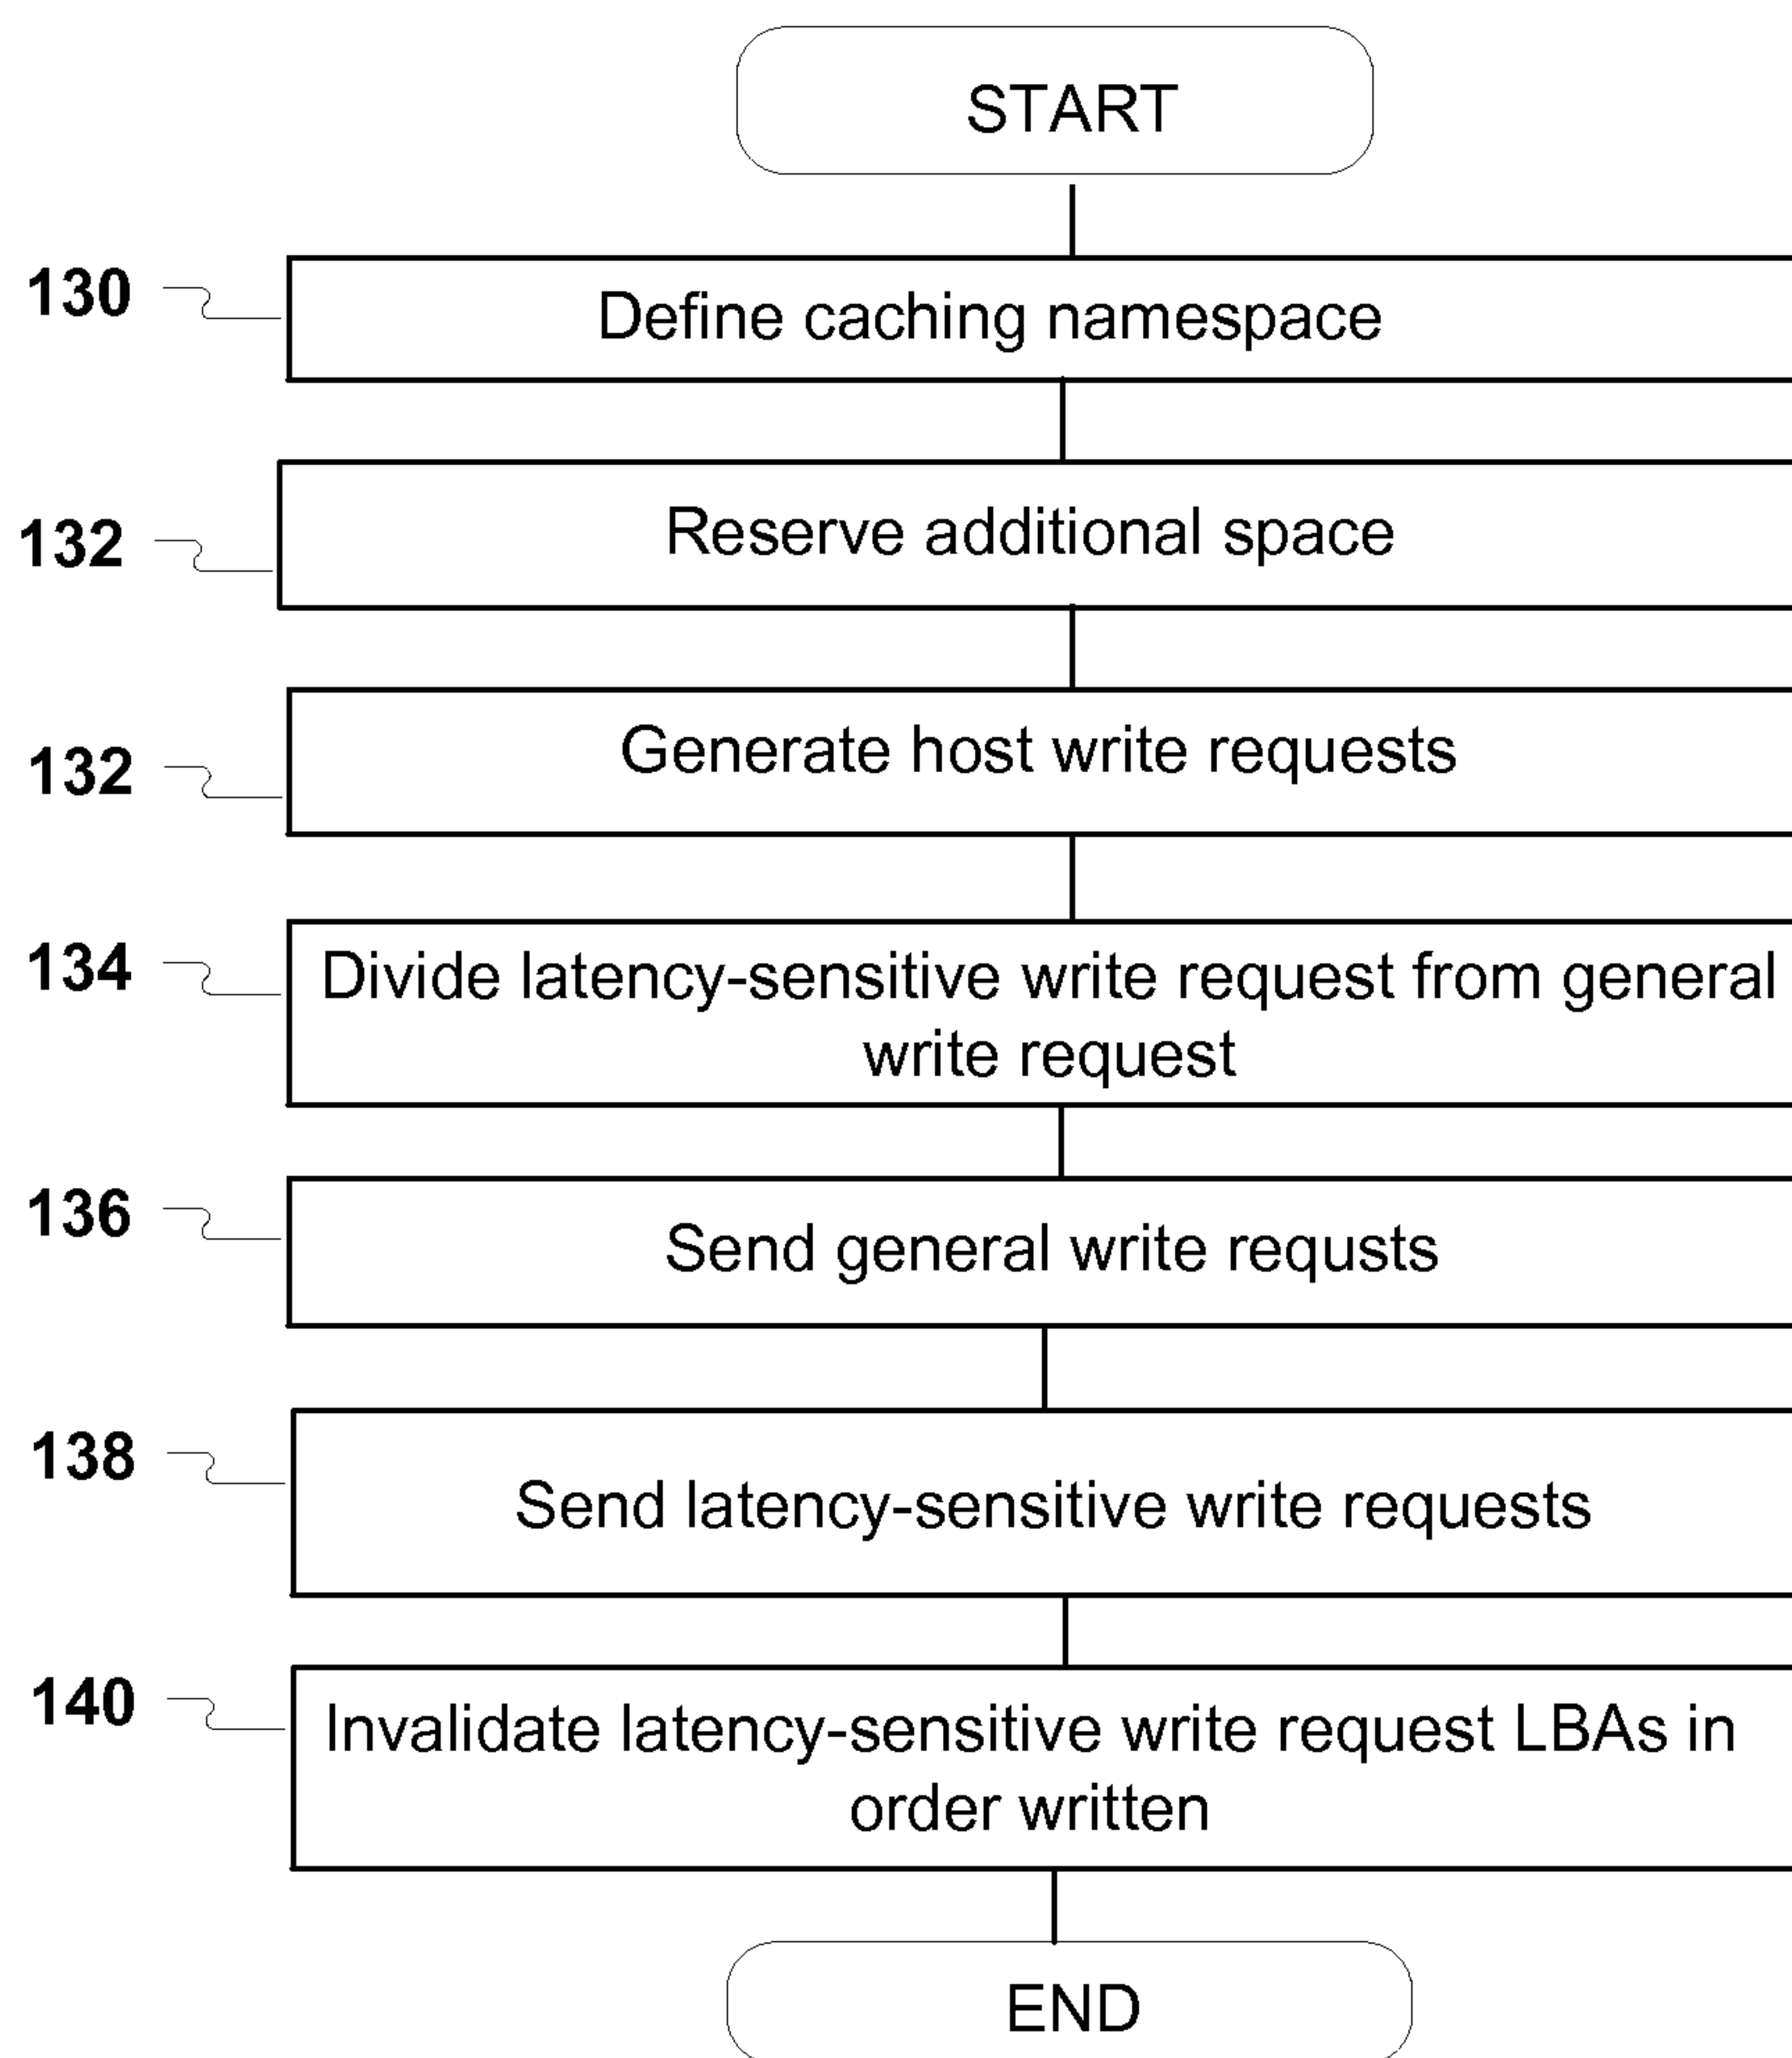 START
130
Define caching namespace
132
Reserve additional space
132
Generate host write requests
134
Divide latency-sensitive write request from general
write request
136
Send general write requsts
138
Send latency-sensitive write requests
140
Invalidate latency-sensitive write request LBAs in
order written
END